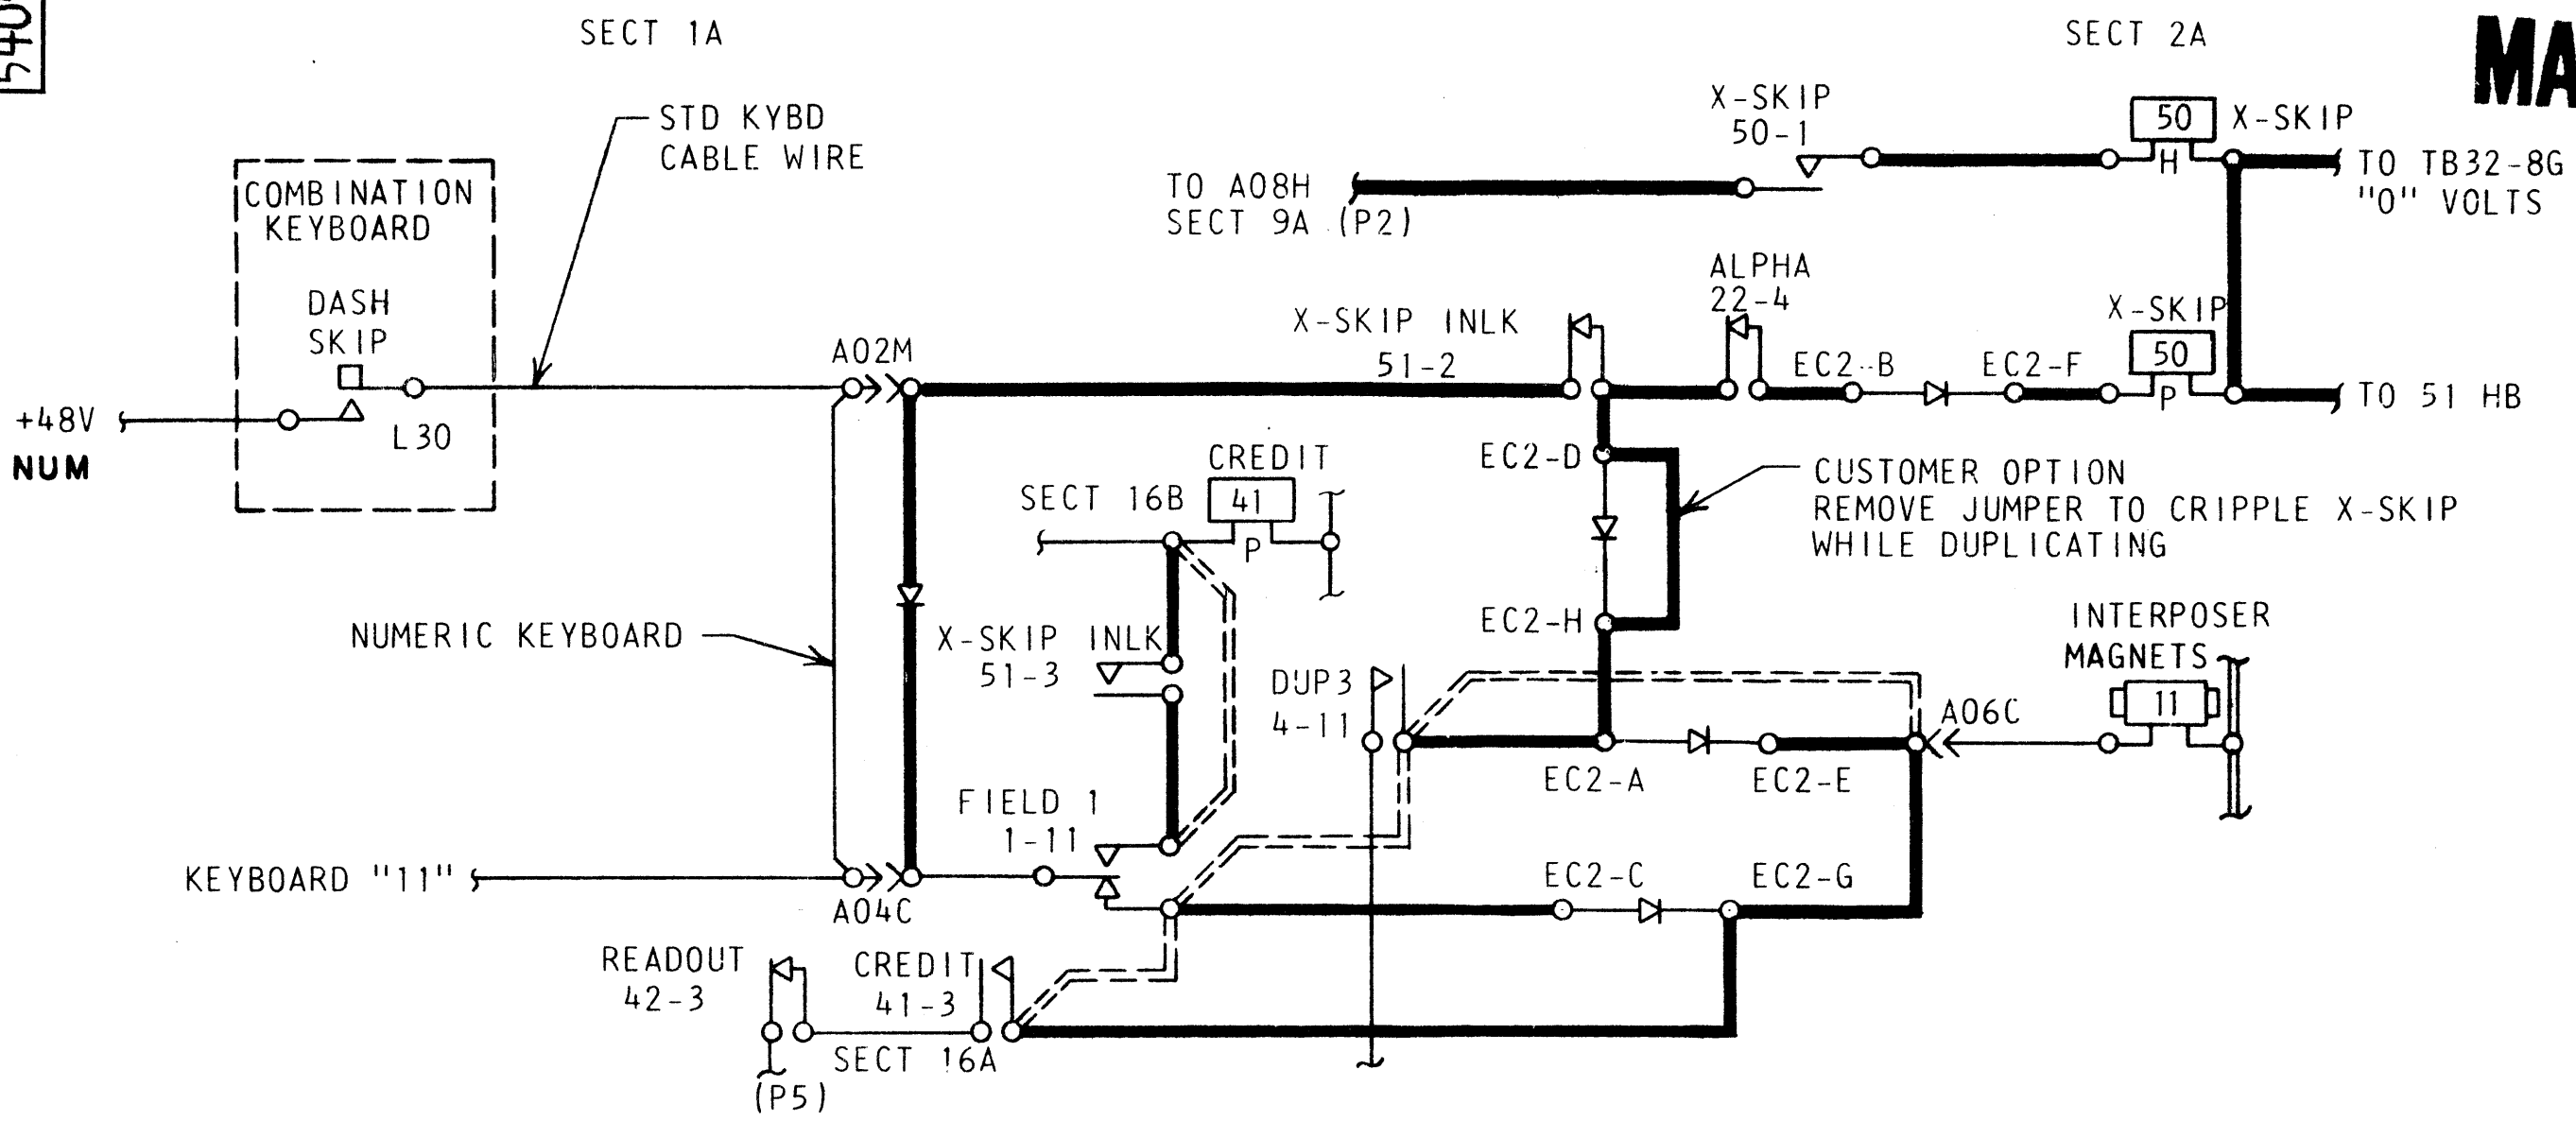 SECT 1A
SECT 2A
MA
STD KYBD
CABLE WIRE
X-SKIP
50-1
50
X-SKIP
H
TO TB32-8G
"0" VOLTS
COMBINATION
KEYBOARD
TO A08H
SECT 9A (P2)
DASH
SKIP
ALPHA
22-4
X-SKIP INLK
51-2
X-SKIP
50
P
A02M
EC2-B
EC2-F
TO 51 HB
+48V
NUM
L30
CREDIT
41
P
SECT 16B
EC2-D
CUSTOMER OPTION
REMOVE JUMPER TO CRIPPLE X-SKIP
WHILE DUPLICATING
NUMERIC KEYBOARD
X-SKIP INLK
51-3
EC2-H
INTERPOSER
MAGNETS
11
DUP3
4-11
A06C
EC2-A
EC2-E
FIELD 1
1-11
KEYBOARD "11"
A04C
EC2-C
EC2-G
READOUT
42-3
CREDIT
41-3
SECT 16A
(P5)